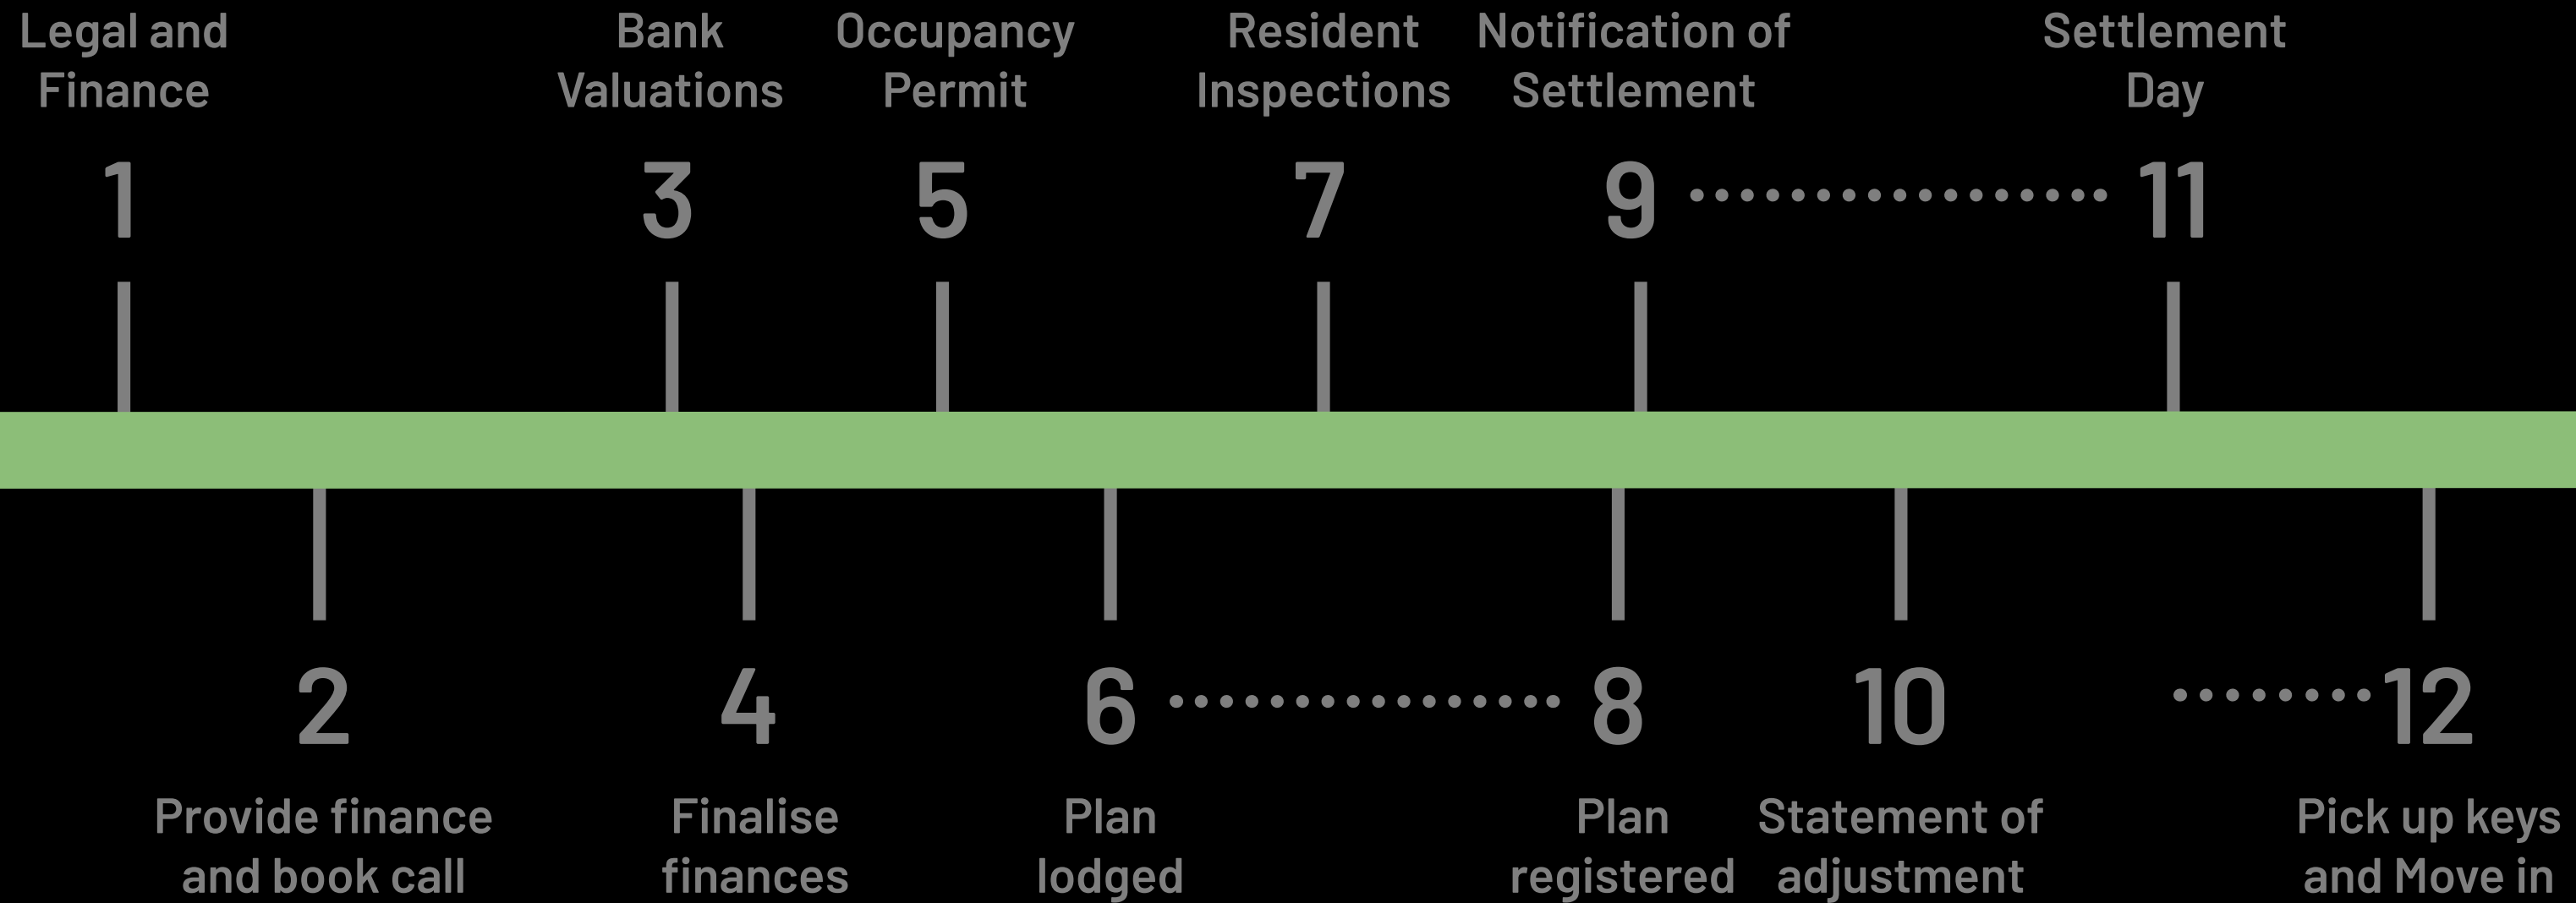 Legal and
Finance
1
Bank
Valuations
3
Occupancy
Permit
5
Resident
Inspections
7
Notification of
Settlement
9
Settlement
Day
11
2
Provide finance
and book call
4
Finalise
finances
6
Plan
lodged
8
Plan
registered
10
Statement of
adjustment
12
Pick up keys
and Move in